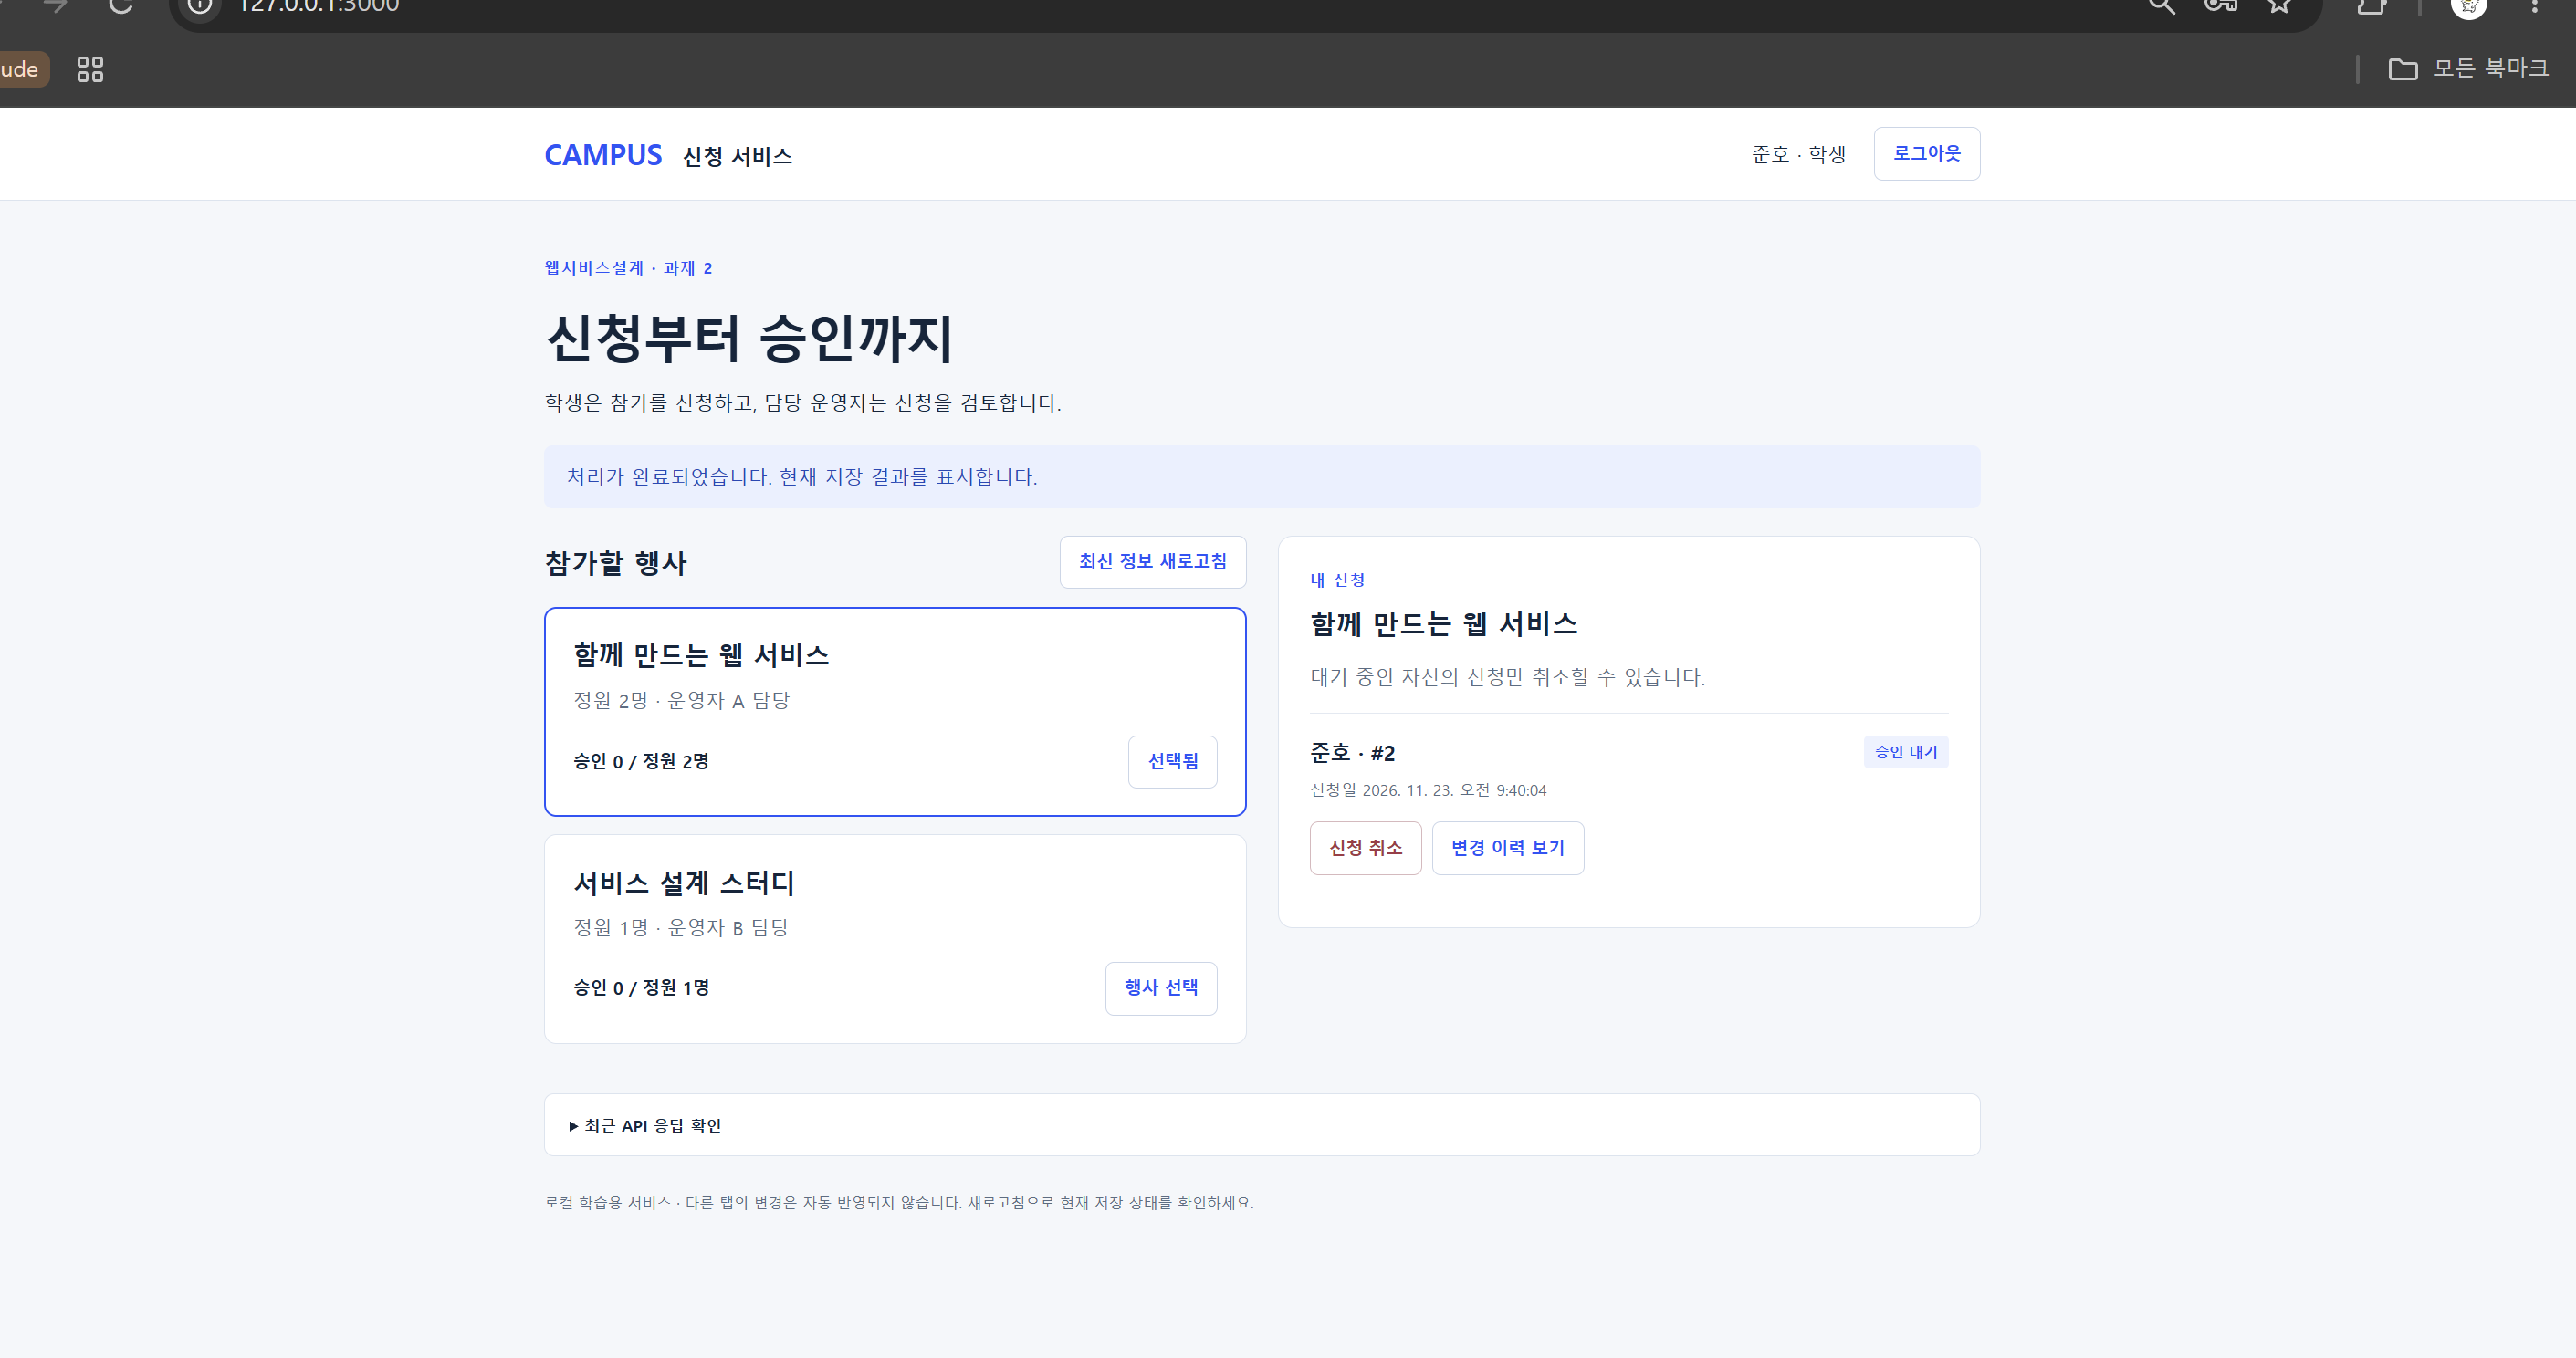 127.0.0.1:3000
ude
모든 북마크
CAMPUS 신청 서비스
준호 · 학생
로그아웃
웹서비스설계 · 과제 2
신청부터 승인까지
학생은 참가를 신청하고, 담당 운영자는 신청을 검토합니다.
처리가 완료되었습니다. 현재 저장 결과를 표시합니다.
참가할 행사
최신 정보 새로고침
함께 만드는 웹 서비스
정원 2명 · 운영자 A 담당
승인 0 / 정원 2명
선택됨
서비스 설계 스터디
정원 1명 · 운영자 B 담당
승인 0 / 정원 1명
행사 선택
내 신청
함께 만드는 웹 서비스
대기 중인 자신의 신청만 취소할 수 있습니다.
준호 · #2
승인 대기
신청일 2026. 11. 23. 오전 9:40:04
신청 취소
변경 이력 보기
▶ 최근 API 응답 확인
로컬 학습용 서비스 · 다른 탭의 변경은 자동 반영되지 않습니다. 새로고침으로 현재 저장 상태를 확인하세요.